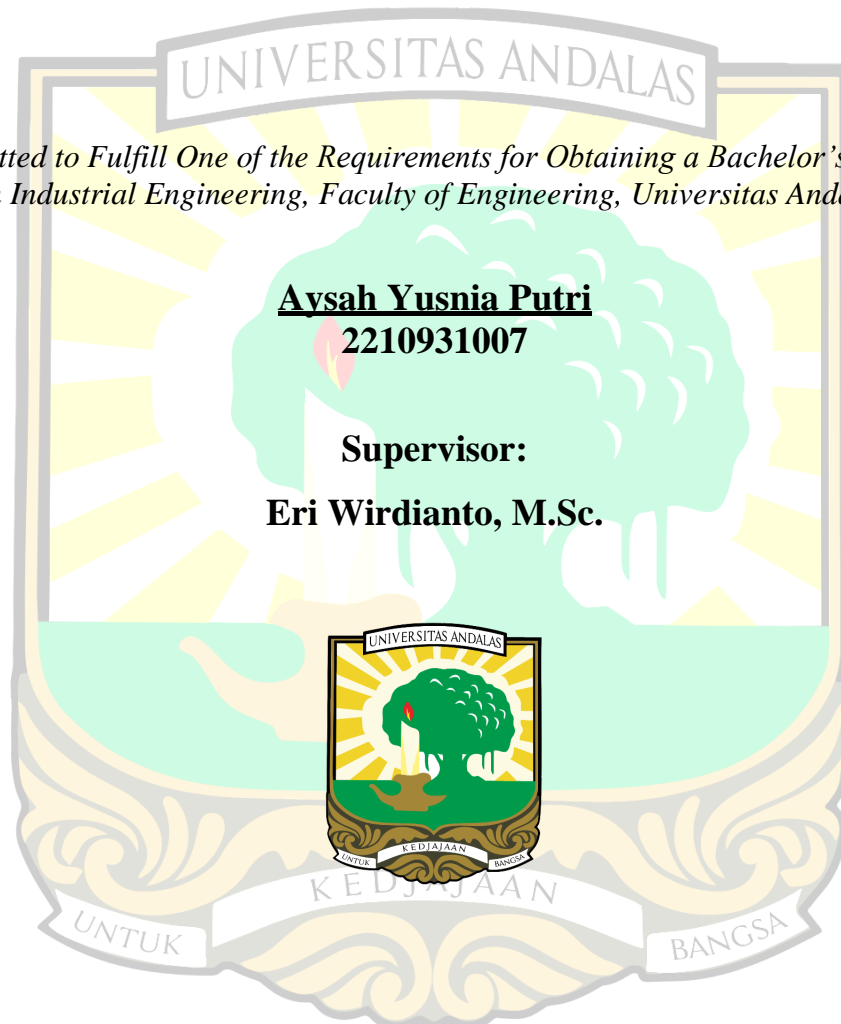 UNIVERSITAS ANDALAS
tted to Fulfill One of the Requirements for Obtaining a Bachelor's
Industrial Engineering, Faculty of Engineering, Universitas
Aysah Yusnia Putri
2210931007
Supervisor:
Eri Wirdianto, M.Sc.
UNIVERSITAS ANDALAS
UNTUK KEDJAJAAN BANGSA
UNTUK KEDJAJAAN BANGSA